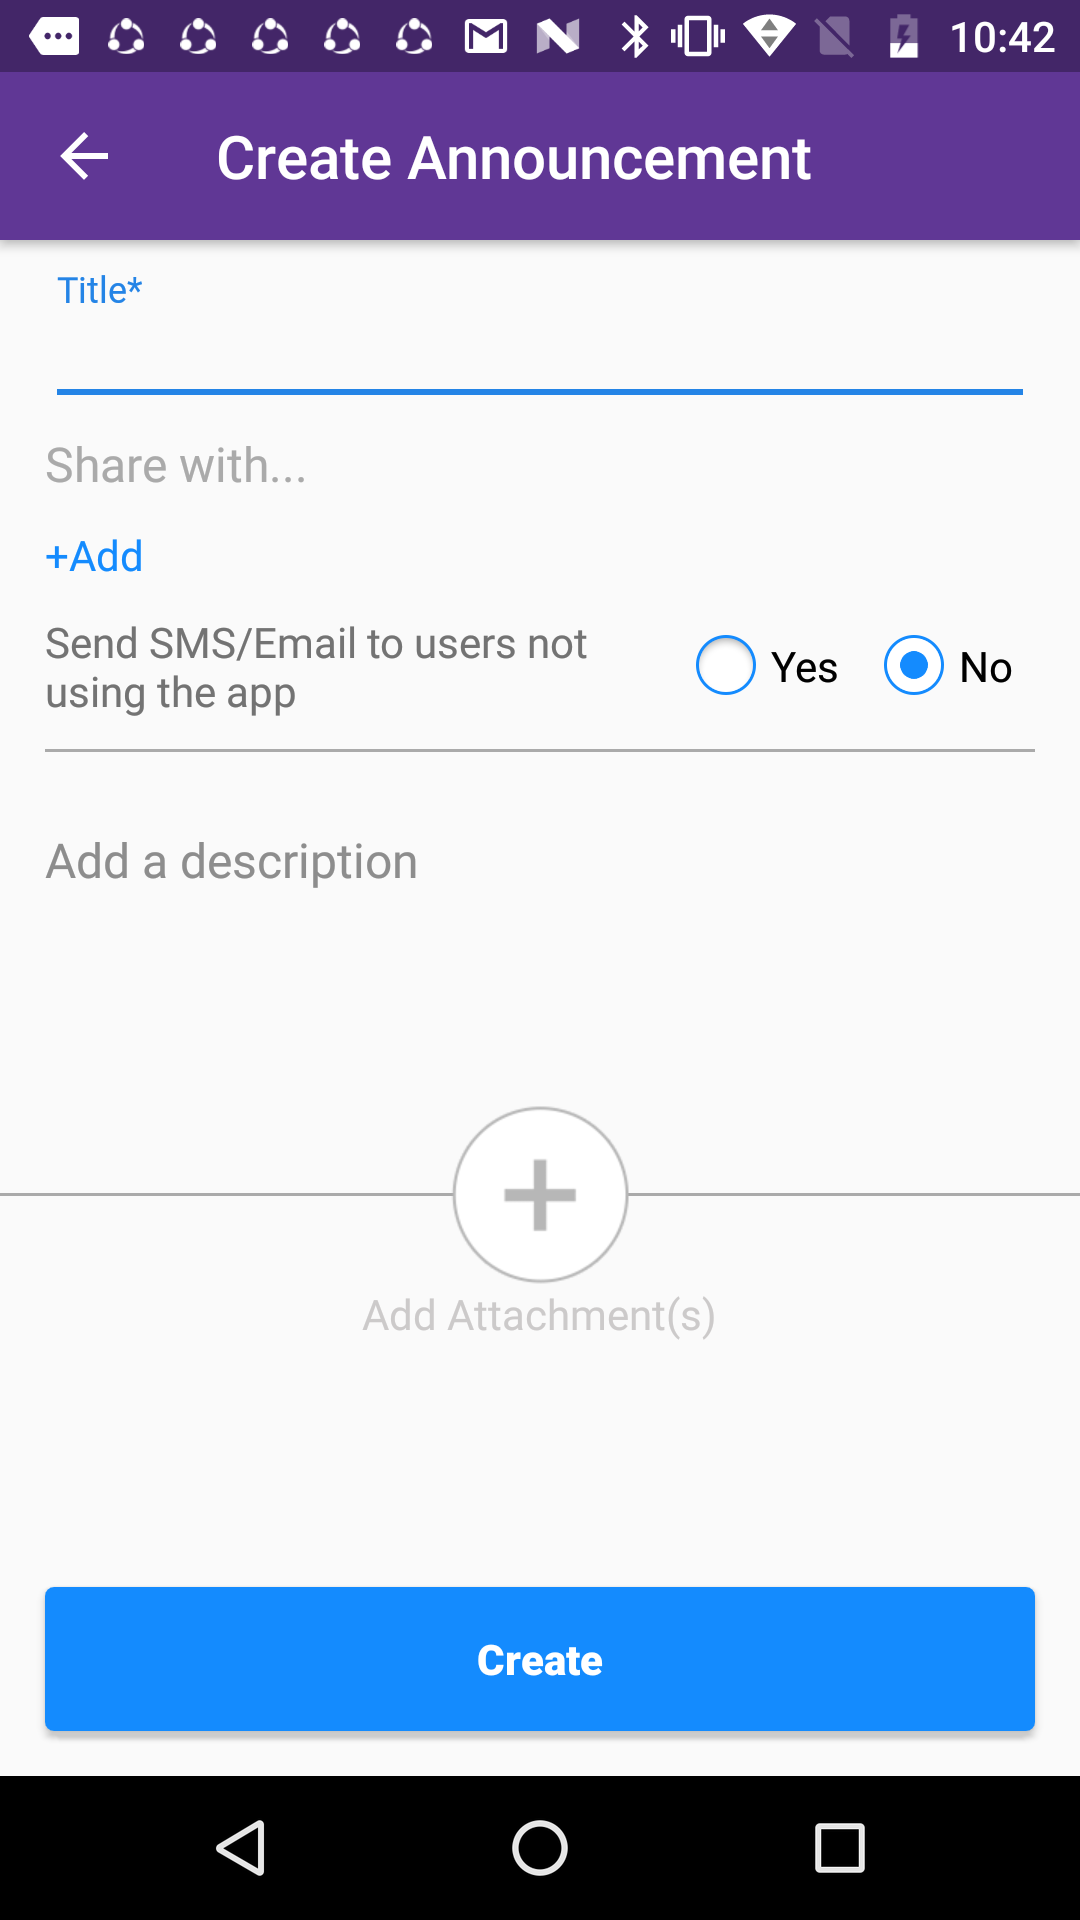 10:42
Create Announcement
Title*
Share with...
+Add
Send SMS/Email to users not
using the app
Yes
No
Add a description
Add Attachment(s)
Create